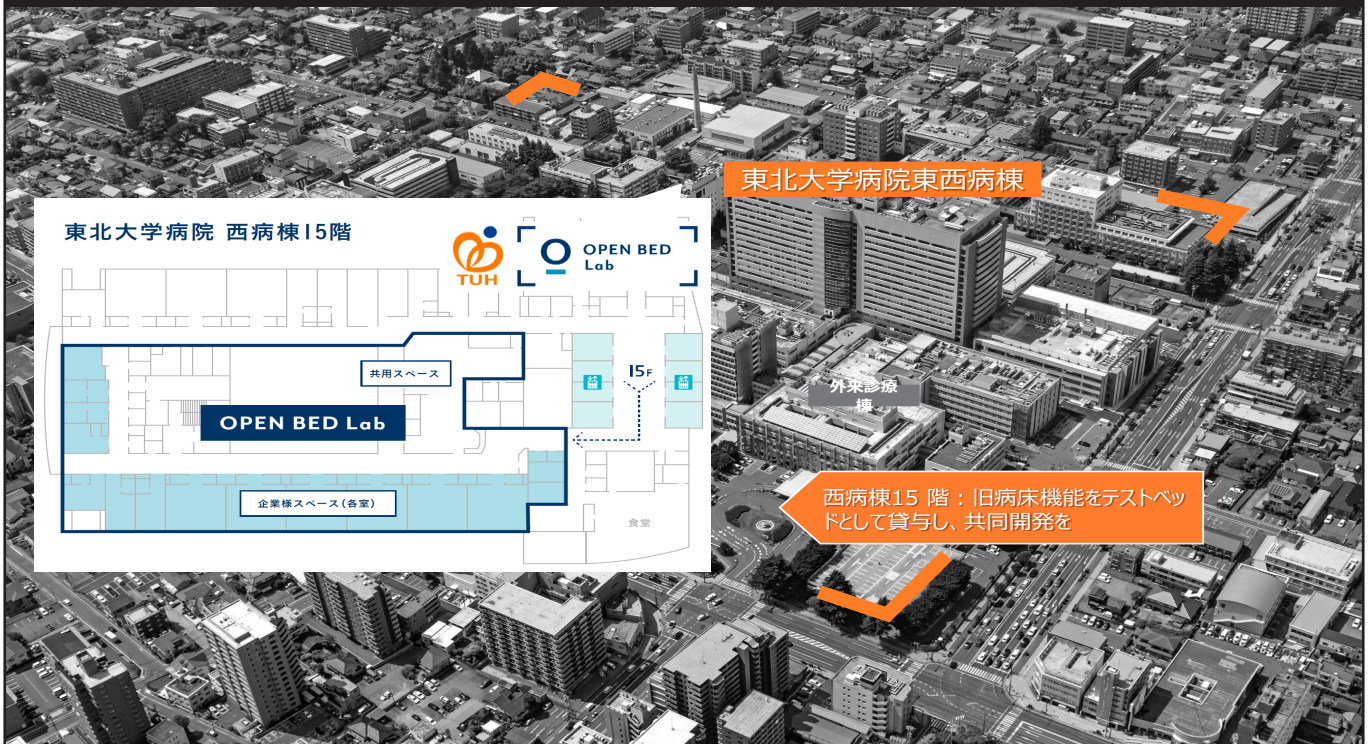 東北大学病院東西病棟
東北大学病院 西病棟15階
TUH
OPEN BED
Lab
共用スペース
15F
OPEN BED Lab
企業様スペース(各室)
食堂
外来診療
棟
西病棟15 階：旧病床機能をテストベッ
ドとして貸与し、共同開発を